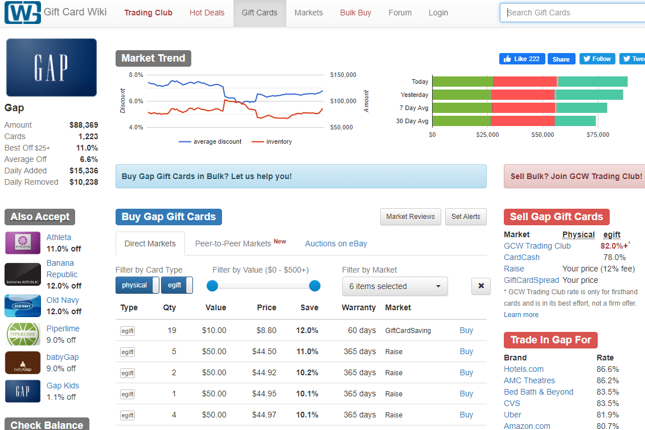 W Gift Card Wiki Trading Club Hot Deals Gift Cards Markets Bulk Buy Forum Login Search Gift Cards
GAP
Gap
Amount $88,369
Cards 1,223
Best Off $25+ 11.0%
Average Off 6.6%
Daily Added $15,336
Daily Removed $10,238
Also Accept
Athleta
11.0% off
Banana
Republic
12.0% off
Old Navy
12.0% off
Piperlime
9.0% off
babyGap
9.0% off
GAP
Gap Kids
1.1% off
Check Balance
Market Trend
Discount
8.0%
6.0%
4.0%
$150,000
$100,000
$50,000
Amount
average discount inventory
Like 222 Share Follow Twee
Today
Yesterday
7 Day Avg
30 Day Avg
$0 $25,000 $50,000 $75,000
Buy Gap Gift Cards in Bulk? Let us help you!
Sell Bulk? Join GCW Trading Club!
Buy Gap Gift Cards
Market Reviews Set Alerts
Direct Markets Peer-to-Peer Markets New Auctions on eBay
Filter by Card Type Filter by Value ($0 - $500+) Filter by Market
physical egift 6 items selected ×
Type Qty Value Price Save Warranty Market
egift 19 $10.00 $8.80 12.0% 60 days GiftCardSaving Buy
egift 5 $50.00 $44.50 11.0% 365 days Raise Buy
egift 2 $50.00 $44.92 10.2% 365 days Raise Buy
egift 1 $50.00 $44.95 10.1% 365 days Raise Buy
egift 4 $50.00 $44.97 10.1% 365 days Raise Buy
Sell Gap Gift Cards
Market Physical egift
GCW Trading Club 82.0%+*
CardCash 78.0%
Raise Your price (12% fee)
GiftCardSpread Your price
* GCW Trading Club rate is only for firsthand
cards and is in its best effort, not a firm offer.
Learn more
Trade In Gap For
Brand Rate
Hotels.com 86.6%
AMC Theatres 86.2%
Bed Bath & Beyond 83.5%
CVS 83.5%
Uber 81.9%
Amazon.com 80.7%